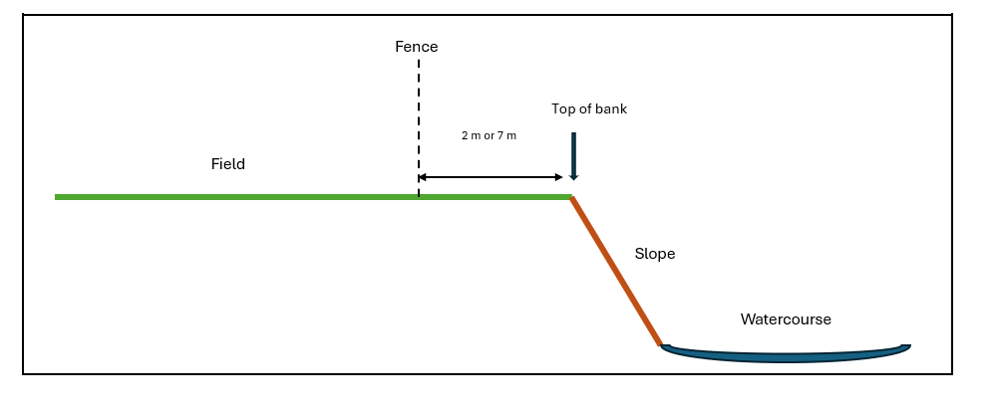 Fence
Top of bank
2 m or 7 m
Field
Slope
Watercourse